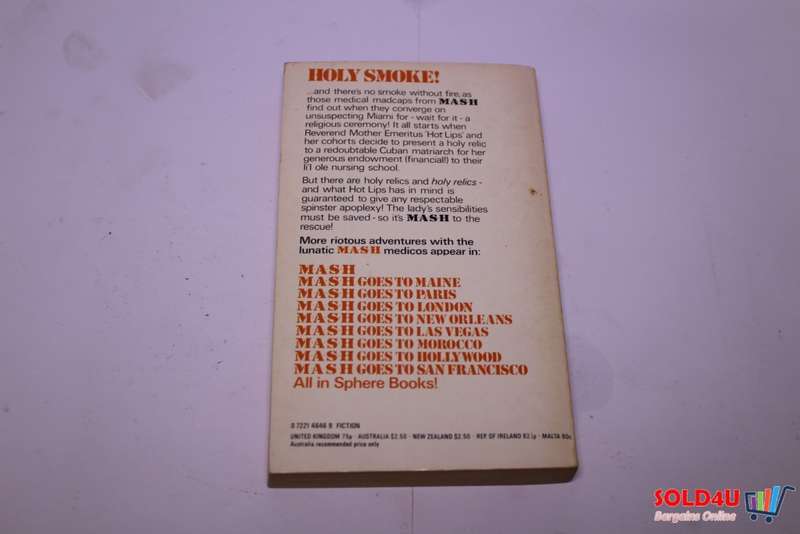 HOLY SMOKE!
...and there's no smoke without fire, as
those medical madcaps from MASH
find out when they converge on
unsuspecting Miami for - wait for it - a
religious ceremony! It all starts when
Reverend Mother Emeritus 'Hot Lips' and
her cohorts decide to present a holy relic
to a redoubtable Cuban matriarch for her
generous endowment (financial!) to their
li'l ole nursing school.
But there are holy relics and holy relics -
and what Hot Lips has in mind is
guaranteed to give any respectable
spinster apoplexy! The lady's sensibilities
must be saved - so it's MASH to the
rescue!
More riotous adventures with the
lunatic MASH medicos appear in:
MASH
MASH GOES TO MAINE
MASH GOES TO PARIS
MASH GOES TO LONDON
MASH GOES TO NEW ORLEANS
MASH GOES TO LAS VEGAS
MASH GOES TO MOROCCO
MASH GOES TO HOLLYWOOD
MASH GOES TO SAN FRANCISCO
All in Sphere Books!
0 7221 4646 9 FICTION
UNITED KINGDOM 75p · AUSTRALIA $2.50 · NEW ZEALAND $2.50 · REP. OF IRELAND 82½p · MALTA 80c
Australia recommended price only
SOLD4U
Bargains Online